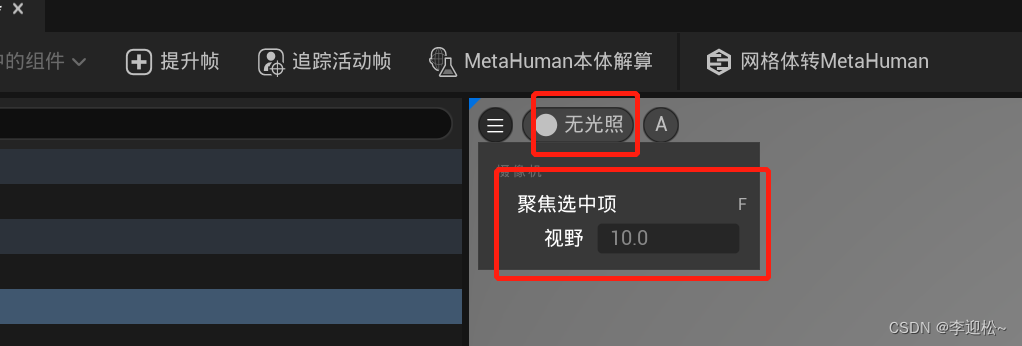 中的组件 提升帧 追踪活动帧 MetaHuman本体解算 网格体转MetaHuman
无光照 A
摄像机
聚焦选中项 F
视野 10.0
CSDN @李迎松~